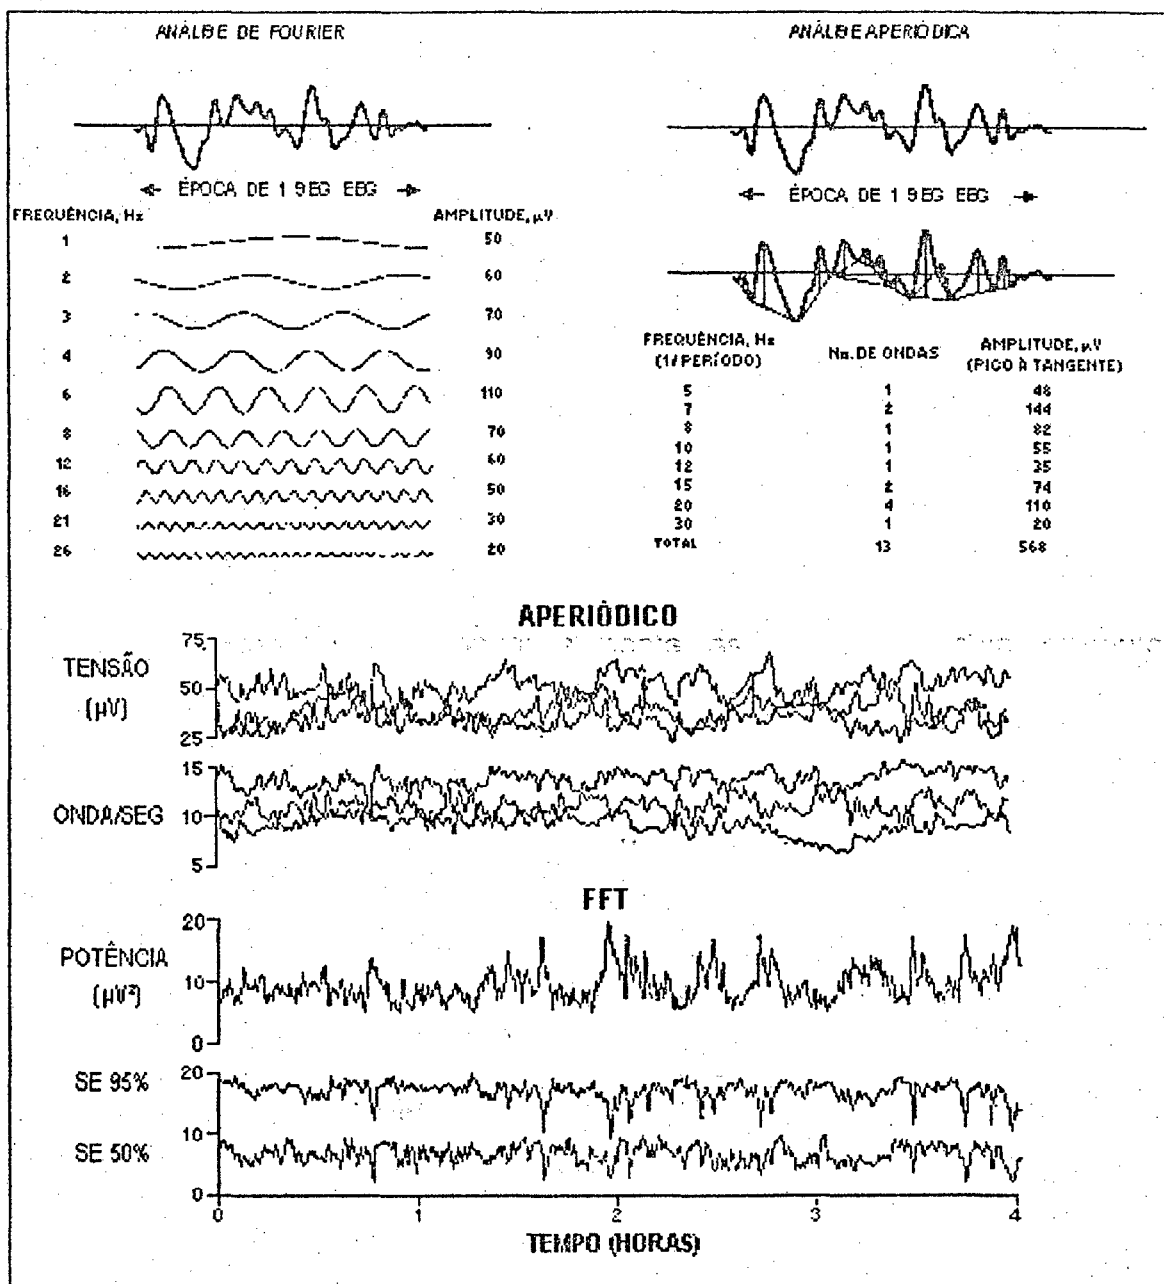 ANÁLISE DE FOURIER
ÉPOCA DE 1 SEG EEG
FREQUÊNCIA, Hz AMPLITUDE, µV
1 50
2 60
3 70
4 90
6 110
8 70
12 60
16 50
21 30
26 20
ANÁLISE APERIÓDICA
ÉPOCA DE 1 SEG EEG
FREQUÊNCIA, Hz
(1/PERÍODO)
No. DE ONDAS
AMPLITUDE, µV
(PICO À TANGENTE)
5 1 48
7 2 144
8 1 82
10 1 55
12 1 35
15 2 74
20 4 110
30 1 20
TOTAL 13 568
APERIÓDICO
TENSÃO
(µV)
75
50
25
ONDA/SEG
15
10
5
FFT
POTÊNCIA
(µV²)
20
10
0
SE 95%
SE 50%
20
10
0
0 1 2 3 4
TEMPO (HORAS)